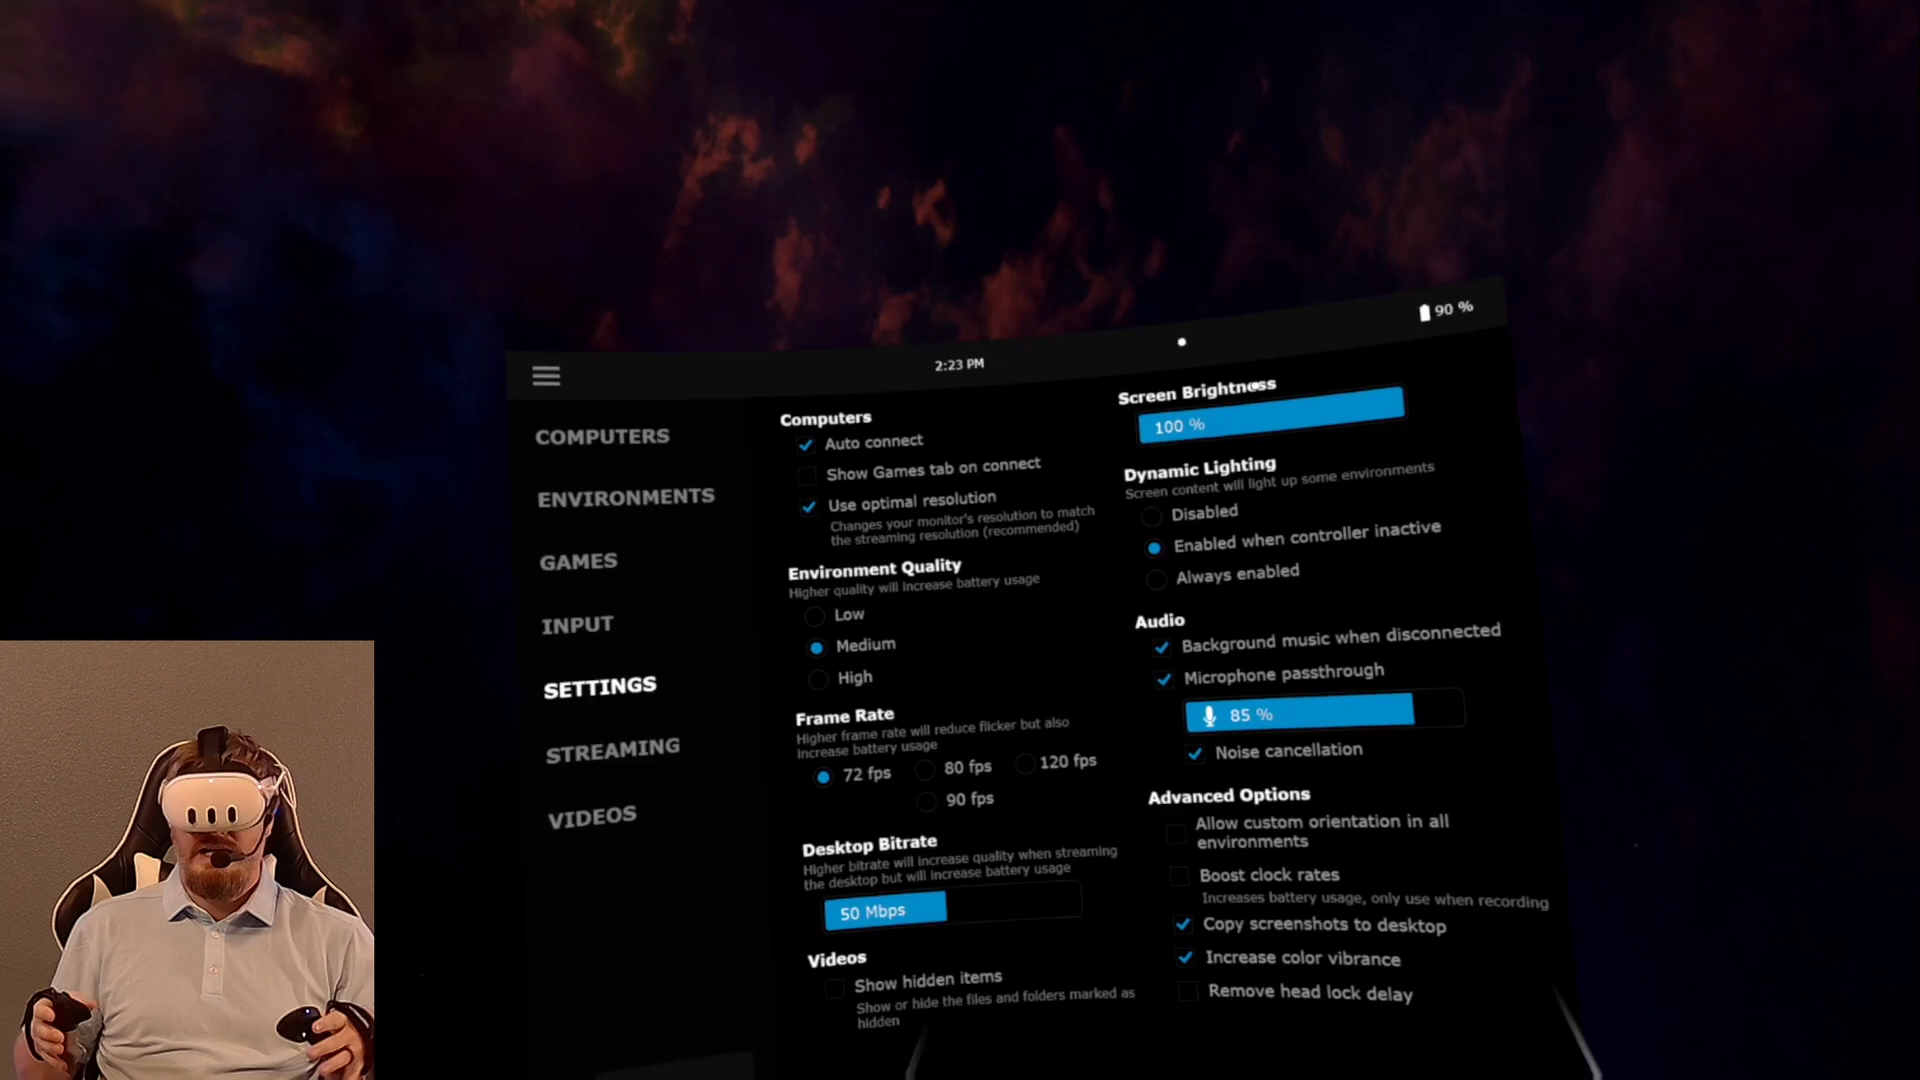 2:23 PM
90 %
COMPUTERS
ENVIRONMENTS
GAMES
INPUT
SETTINGS
STREAMING
VIDEOS
Computers
Auto connect
Show Games tab on connect
Use optimal resolution
Changes your monitor's resolution to match
the streaming resolution (recommended)
Environment Quality
Higher quality will increase battery usage
Low
Medium
High
Frame Rate
Higher frame rate will reduce flicker but also
increase battery usage
72 fps
80 fps
120 fps
90 fps
Desktop Bitrate
Higher bitrate will increase quality when streaming
the desktop but will increase battery usage
50 Mbps
Videos
Show hidden items
Show or hide the files and folders marked as
hidden
Screen Brightness
100 %
Dynamic Lighting
Screen content will light up some environments
Disabled
Enabled when controller inactive
Always enabled
Audio
Background music when disconnected
Microphone passthrough
85 %
Noise cancellation
Advanced Options
Allow custom orientation in all
environments
Boost clock rates
Increases battery usage, only use when recording
Copy screenshots to desktop
Increase color vibrance
Remove head lock delay